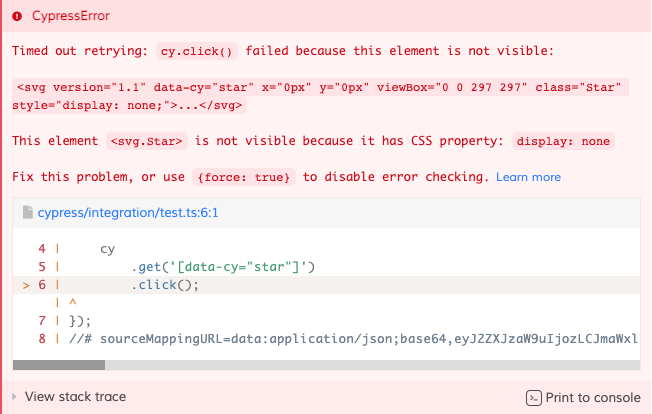 CypressError
Timed out retrying: cy.click() failed because this element is not visible:
<svg version="1.1" data-cy="star" x="0px" y="0px" viewBox="0 0 297 297" class="Star"
style="display: none;">...</svg>
This element <svg.Star> is not visible because it has CSS property: display: none
Fix this problem, or use {force: true} to disable error checking. Learn more
cypress/integration/test.ts:6:1
4 | cy
5 | .get('[data-cy="star"]')
> 6 | .click();
| ^
7 | });
8 | //# sourceMappingURL=data:application/json;base64,eyJ2ZXJzaW9uIjozLCJmaWxl
View stack trace
Print to console